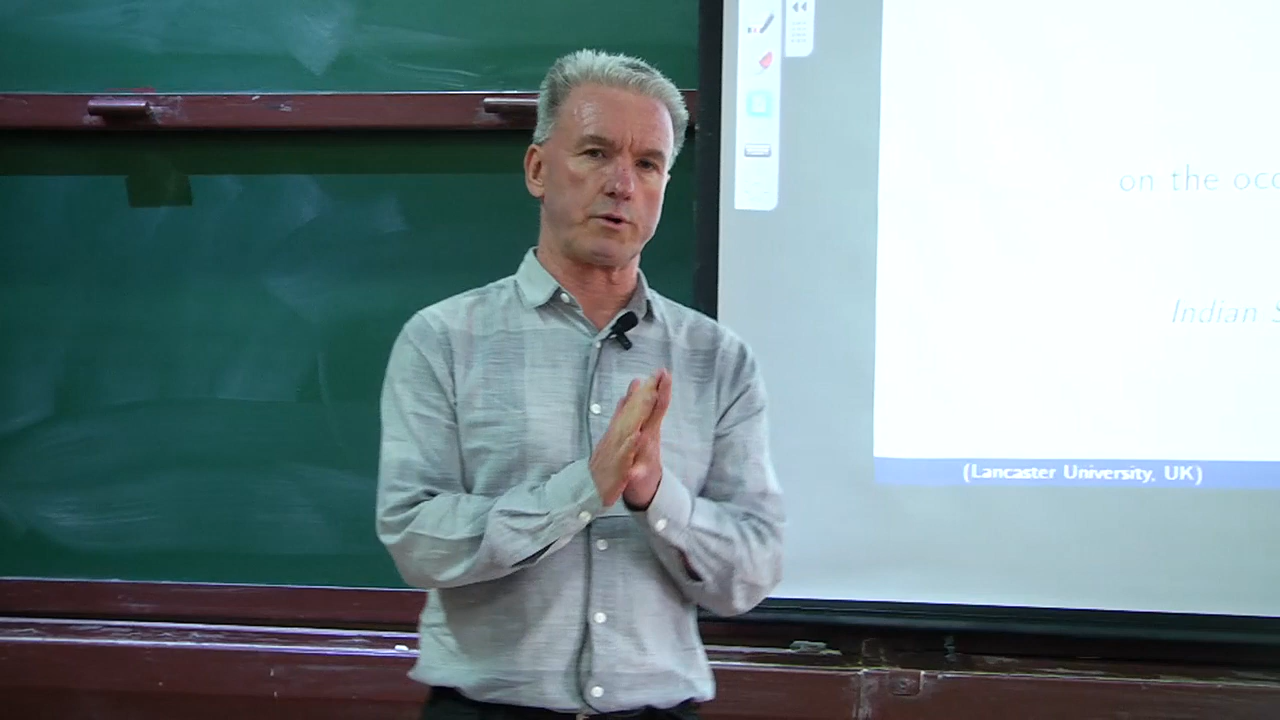 on the occ
Indian S
(Lancaster University, UK)